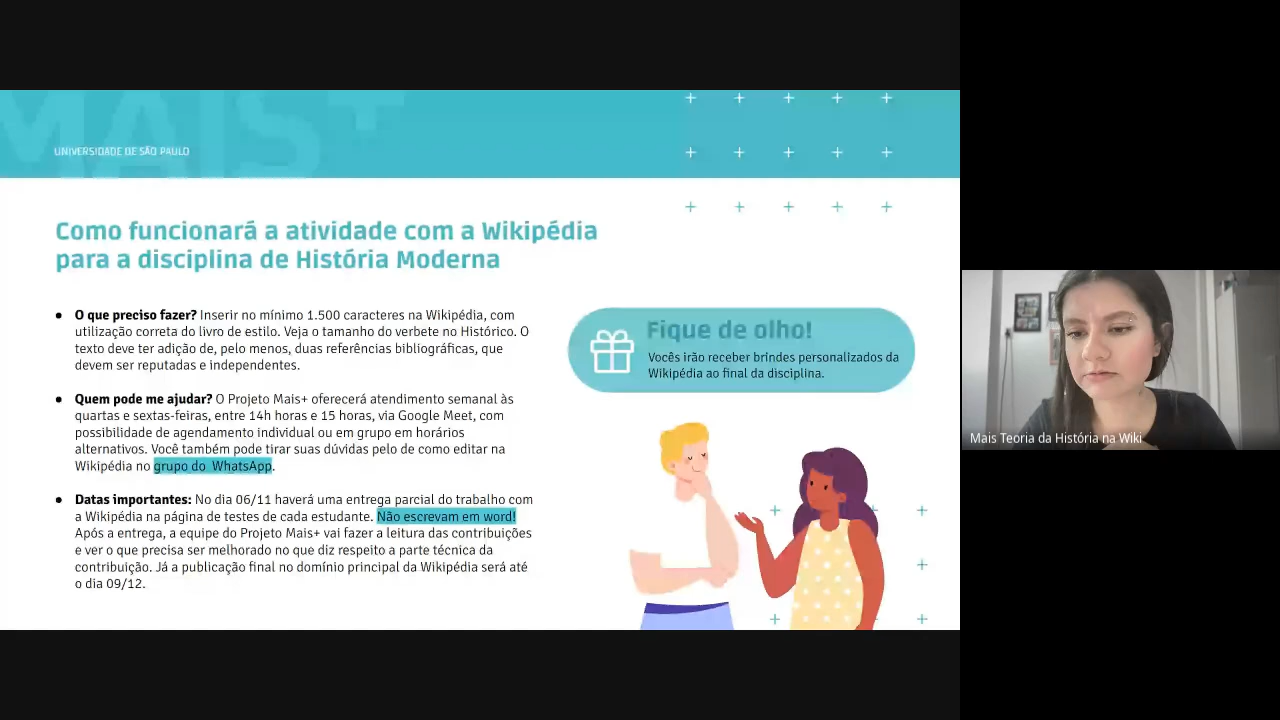 MAIS+
UNIVERSIDADE DE SÃO PAULO
Como funcionará a atividade com a Wikipédia
para a disciplina de História Moderna
● O que preciso fazer? Inserir no mínimo 1.500 caracteres na Wikipédia, com
utilização correta do livro de estilo. Veja o tamanho do verbete no Histórico. O
texto deve ter adição de, pelo menos, duas referências bibliográficas, que
devem ser reputadas e independentes.
● Quem pode me ajudar? O Projeto Mais+ oferecerá atendimento semanal às
quartas e sextas-feiras, entre 14h horas e 15 horas, via Google Meet, com
possibilidade de agendamento individual ou em grupo em horários
alternativos. Você também pode tirar suas dúvidas pelo de como editar na
Wikipédia no grupo do WhatsApp.
● Datas importantes: No dia 06/11 haverá uma entrega parcial do trabalho com
a Wikipédia na página de testes de cada estudante. Não escrevam em word!
Após a entrega, a equipe do Projeto Mais+ vai fazer a leitura das contribuições
e ver o que precisa ser melhorado no que diz respeito a parte técnica da
contribuição. Já a publicação final no domínio principal da Wikipédia será até
o dia 09/12.
Fique de olho!
Vocês irão receber brindes personalizados da
Wikipédia ao final da disciplina.
Mais Teoria da História na Wiki